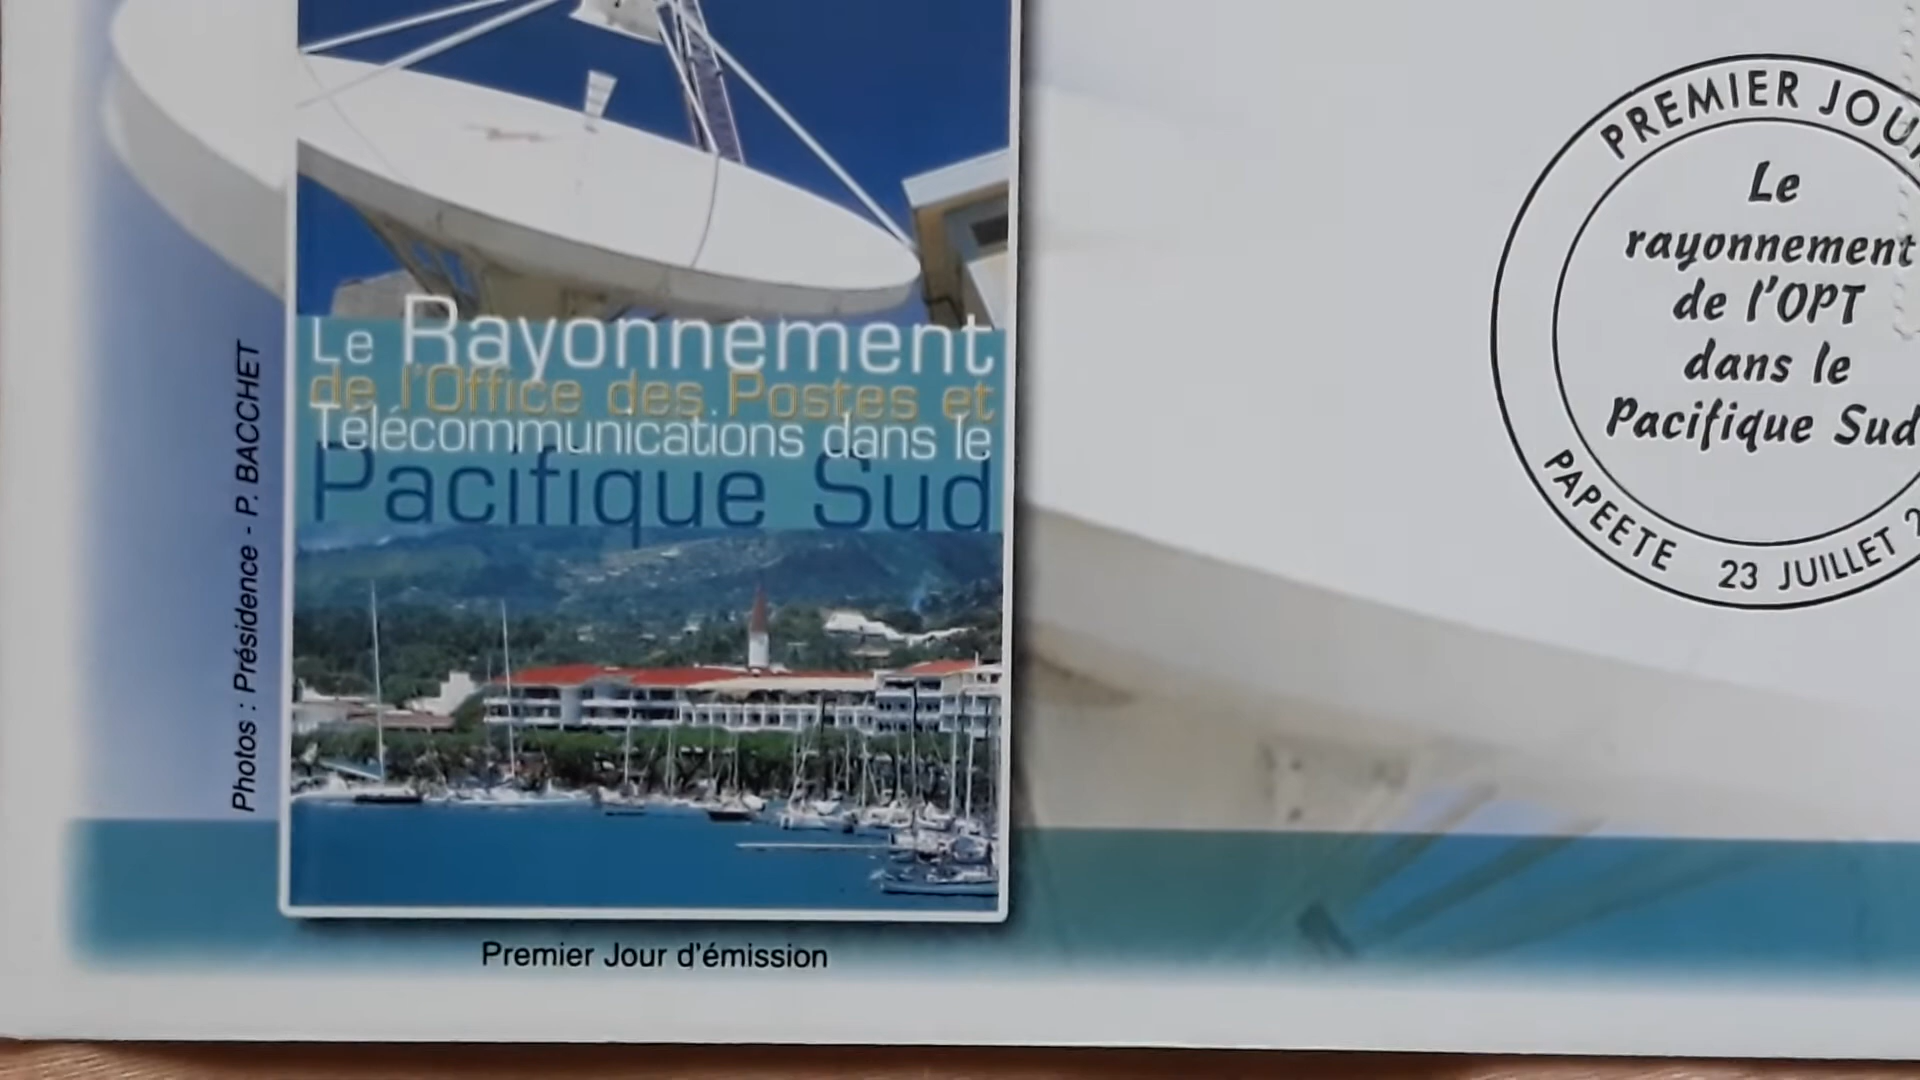 Le Rayonnement
de l'Office des Postes et
Télécommunications dans le
Pacifique Sud
Photos : Présidence - P. BACCHET
Premier Jour d'émission
PREMIER JOUR
Le
rayonnement
de l'OPT
dans le
Pacifique Sud
PAPEETE 23 JUILLET